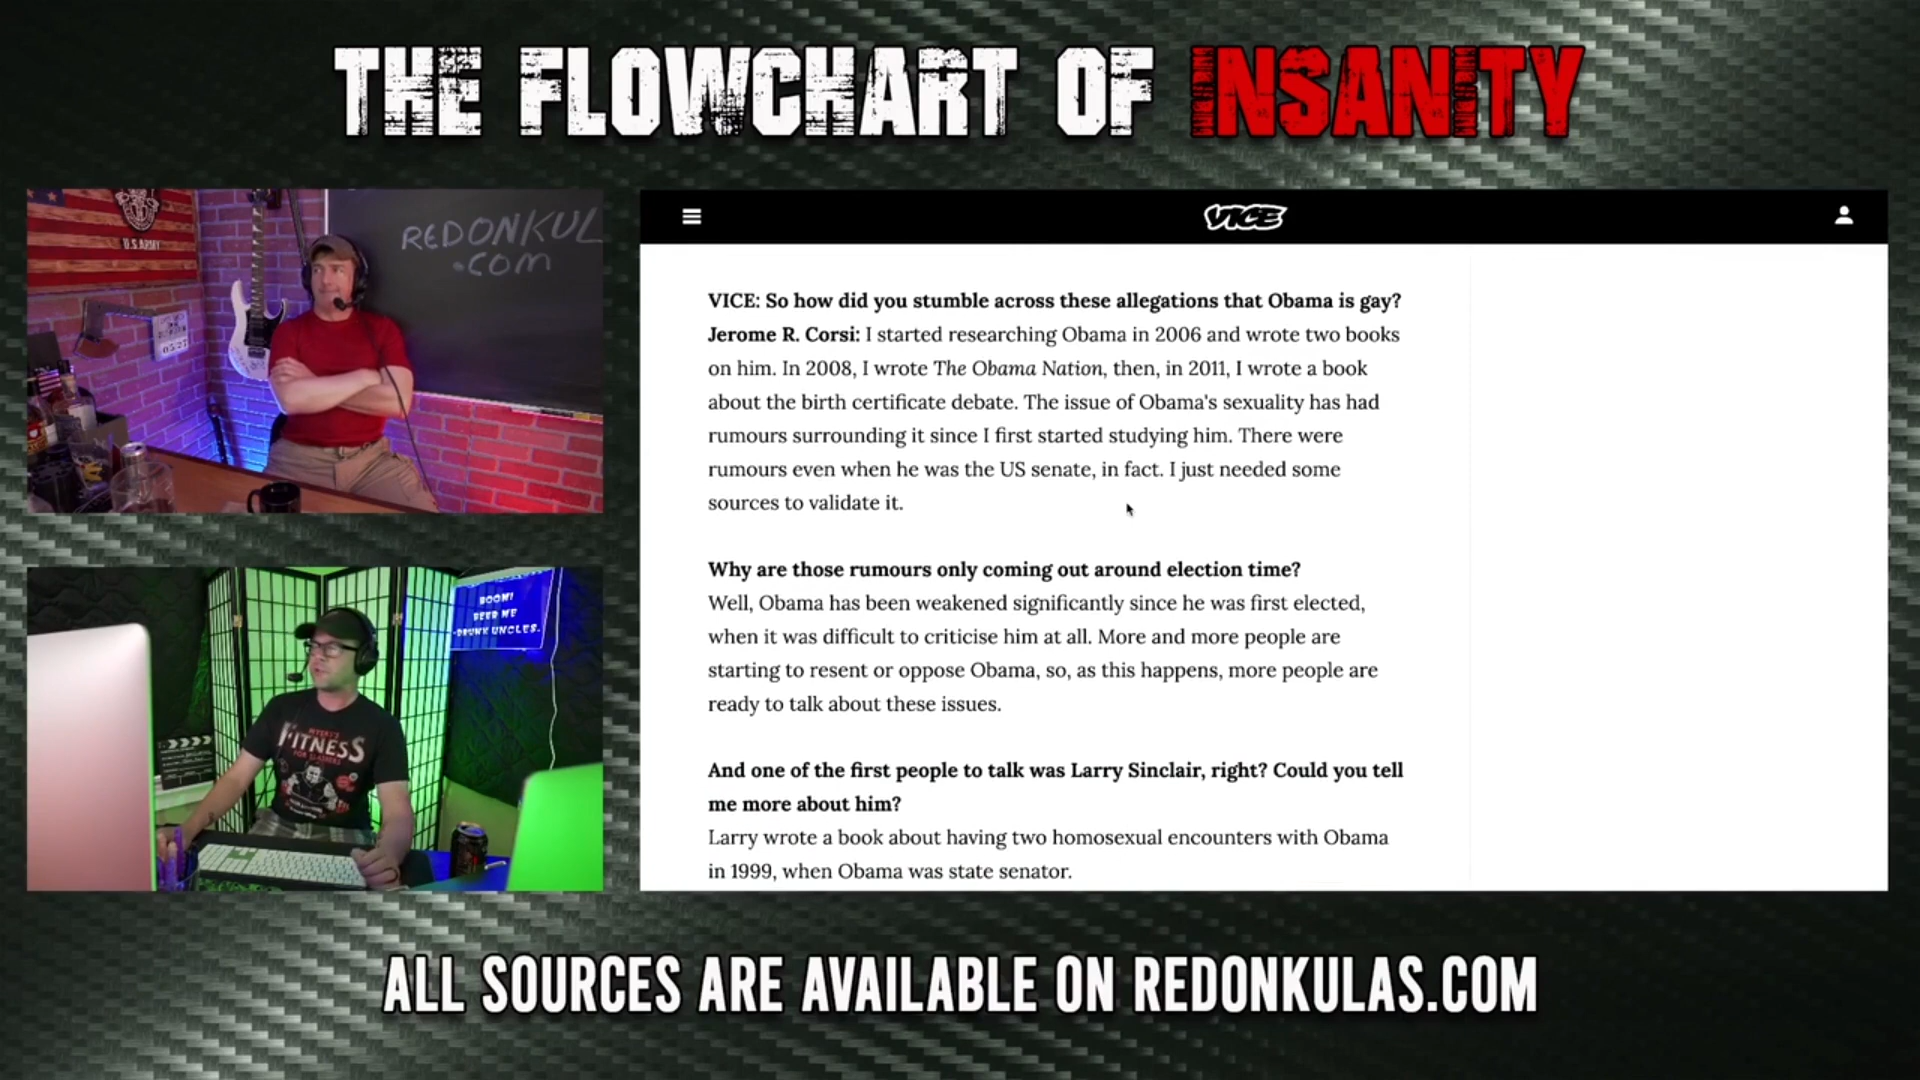 THE FLOWCHART OF INSANITY
U.S. ARMY
REDONKUL
.COM
VICE
VICE: So how did you stumble across these allegations that Obama is gay?
Jerome R. Corsi: I started researching Obama in 2006 and wrote two books
on him. In 2008, I wrote The Obama Nation, then, in 2011, I wrote a book
about the birth certificate debate. The issue of Obama's sexuality has had
rumours surrounding it since I first started studying him. There were
rumours even when he was the US senate, in fact. I just needed some
sources to validate it.
Why are those rumours only coming out around election time?
Well, Obama has been weakened significantly since he was first elected,
when it was difficult to criticise him at all. More and more people are
starting to resent or oppose Obama, so, as this happens, more people are
ready to talk about these issues.
And one of the first people to talk was Larry Sinclair, right? Could you tell
me more about him?
Larry wrote a book about having two homosexual encounters with Obama
in 1999, when Obama was state senator.
BOOM!
BEER ME
DRUNK UNCLES.
FITNESS
ALL SOURCES ARE AVAILABLE ON REDONKULAS.COM